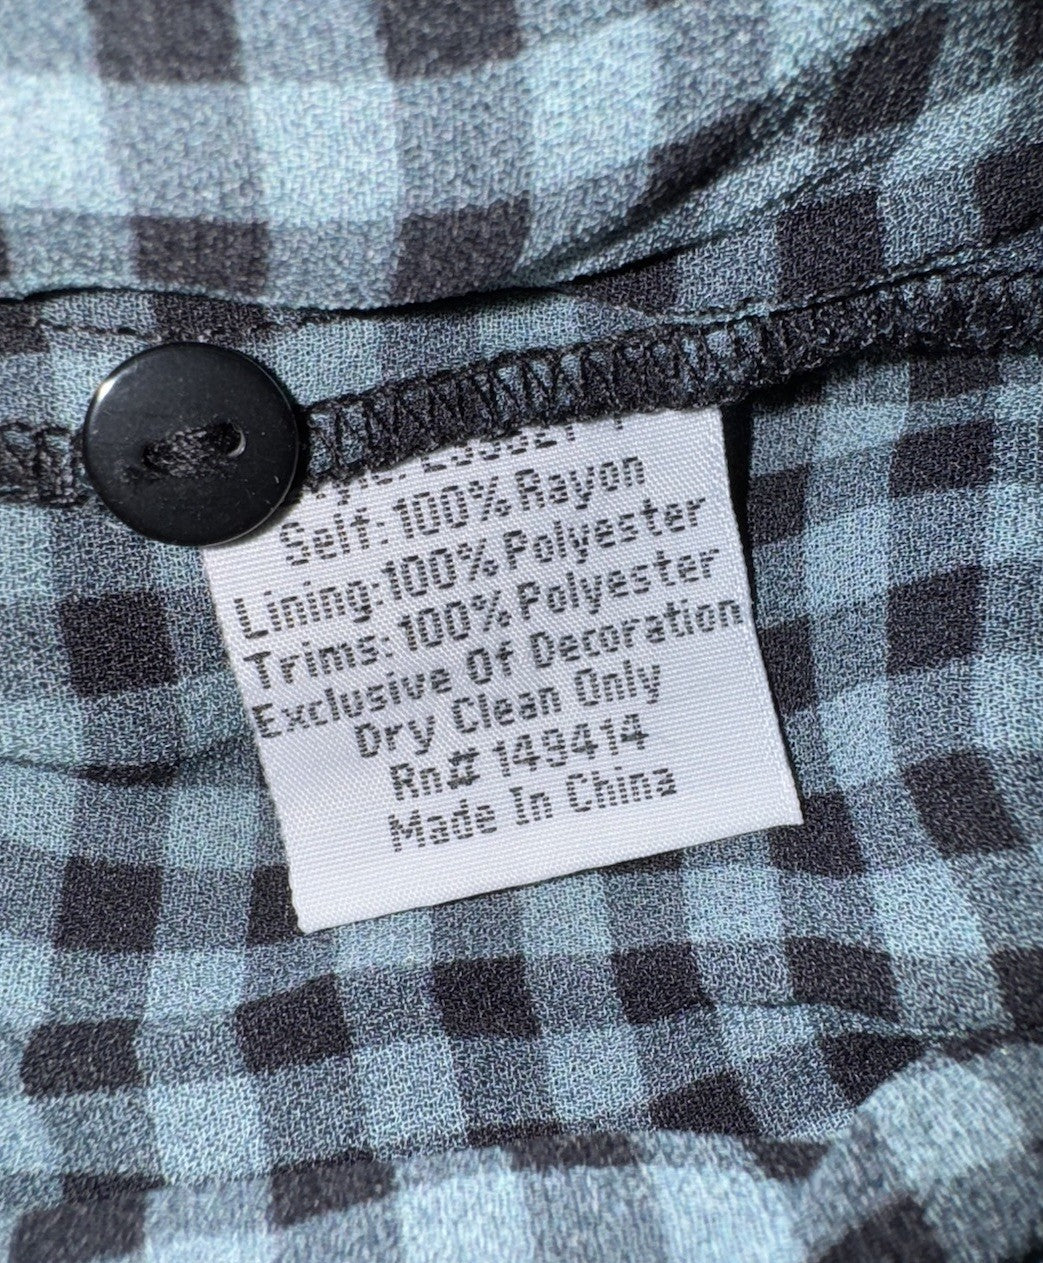 Self:100% Rayon
Lining:100% Polyester
Trims:100% Polyester
Exclusive Of Decoration
Dry Clean Only
Rn# 149414
Made In China